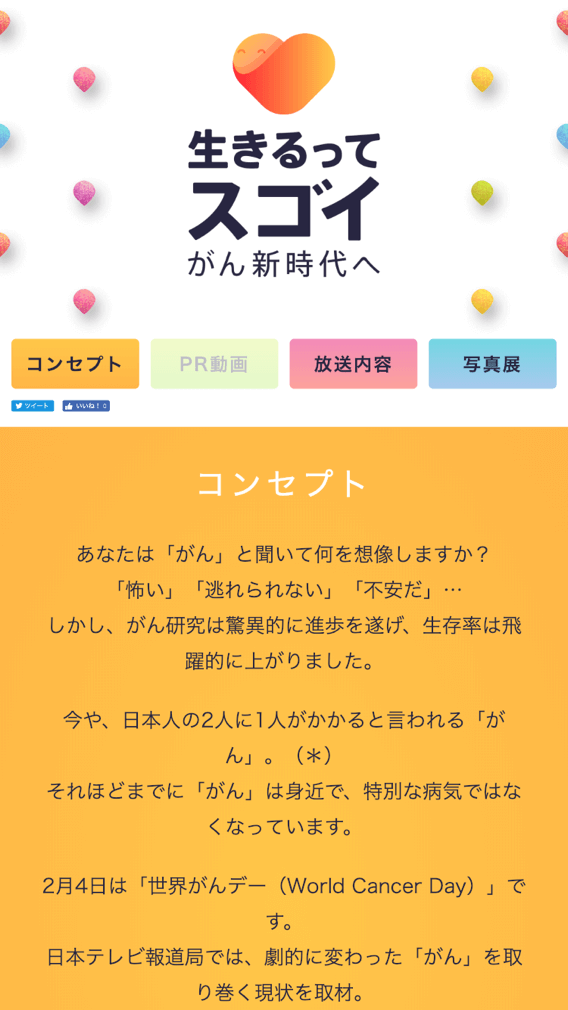 生きるって
スゴイ
がん新時代へ
コンセプト
PR動画
放送内容
写真展
ツイート
いいね！ 0
コンセプト
あなたは「がん」と聞いて何を想像しますか？
「怖い」「逃れられない」「不安だ」…
しかし、がん研究は驚異的に進歩を遂げ、生存率は飛
躍的に上がりました。
今や、日本人の2人に1人がかかると言われる「が
ん」。（＊）
それほどまでに「がん」は身近で、特別な病気ではな
くなっています。
2月4日は「世界がんデー（World Cancer Day）」で
す。
日本テレビ報道局では、劇的に変わった「がん」を取
り巻く現状を取材。